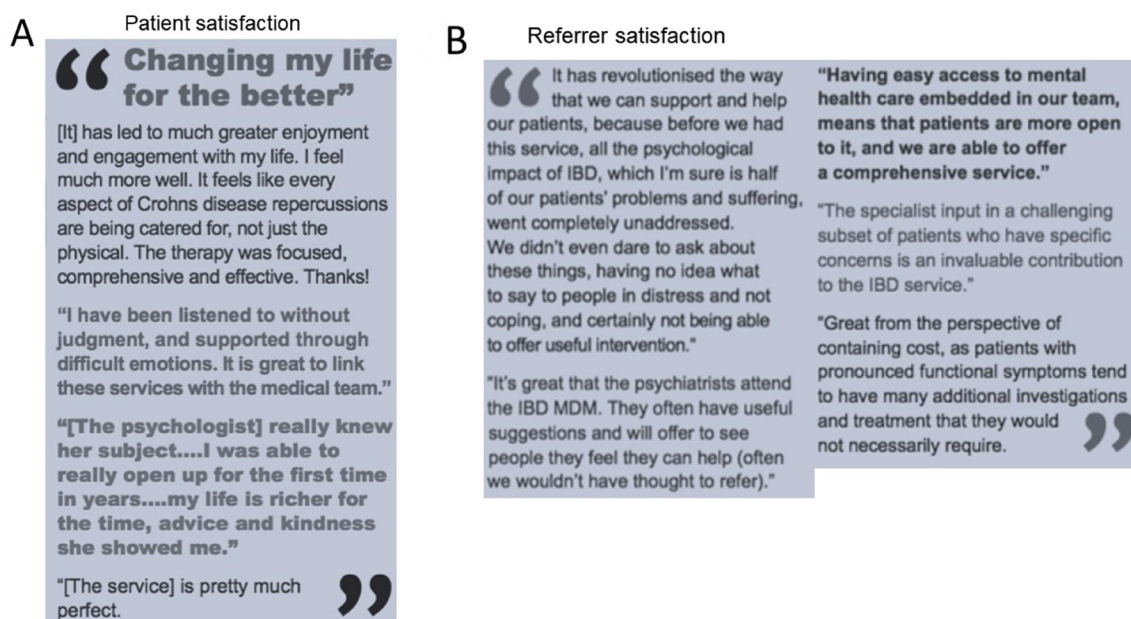 A
Patient satisfaction
“ Changing my life
for the better”
[It] has led to much greater enjoyment
and engagement with my life. I feel
much more well. It feels like every
aspect of Crohns disease repercussions
are being catered for, not just the
physical. The therapy was focused,
comprehensive and effective. Thanks!
“I have been listened to without
judgment, and supported through
difficult emotions. It is great to link
these services with the medical team.”
“[The psychologist] really knew
her subject....I was able to
really open up for the first time
in years....my life is richer for
the time, advice and kindness
she showed me.”
“[The service] is pretty much
perfect. ”
B
Referrer satisfaction
“ It has revolutionised the way
that we can support and help
our patients, because before we had
this service, all the psychological
impact of IBD, which I'm sure is half
of our patients' problems and suffering,
went completely unaddressed.
We didn't even dare to ask about
these things, having no idea what
to say to people in distress and not
coping, and certainly not being able
to offer useful intervention."
"It's great that the psychiatrists attend
the IBD MDM. They often have useful
suggestions and will offer to see
people they feel they can help (often
we wouldn't have thought to refer)."
“Having easy access to mental
health care embedded in our team,
means that patients are more open
to it, and we are able to offer
a comprehensive service.”
"The specialist input in a challenging
subset of patients who have specific
concerns is an invaluable contribution
to the IBD service."
"Great from the perspective of
containing cost, as patients with
pronounced functional symptoms tend
to have many additional investigations
and treatment that they would
not necessarily require. ”